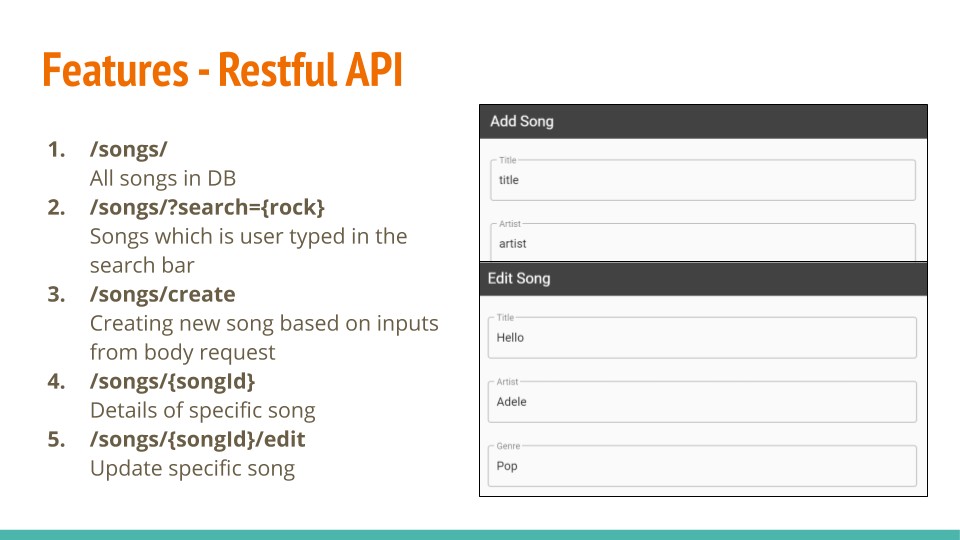 Features - Restful API
1. /songs/
All songs in DB
2. /songs/?search={rock}
Songs which is user typed in the
search bar
3. /songs/create
Creating new song based on inputs
from body request
4. /songs/{songId}
Details of specific song
5. /songs/{songId}/edit
Update specific song
Add Song
Title
title
Artist
artist
Edit Song
Title
Hello
Artist
Adele
Genre
Pop